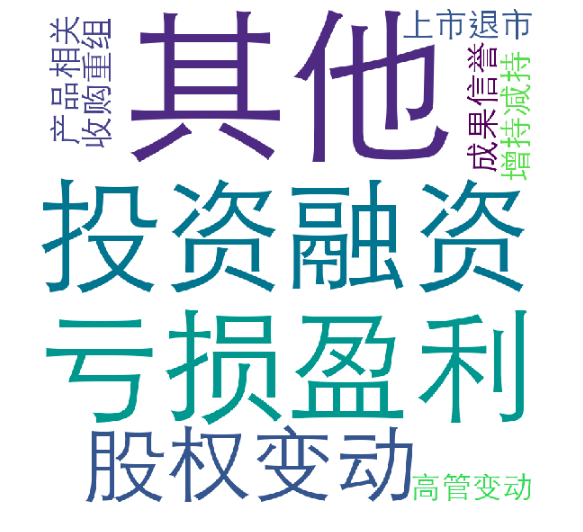 其他
上市退市
产品相关
收购重组
成果信誉
增持减持
投资融资
亏损盈利
股权变动
高管变动